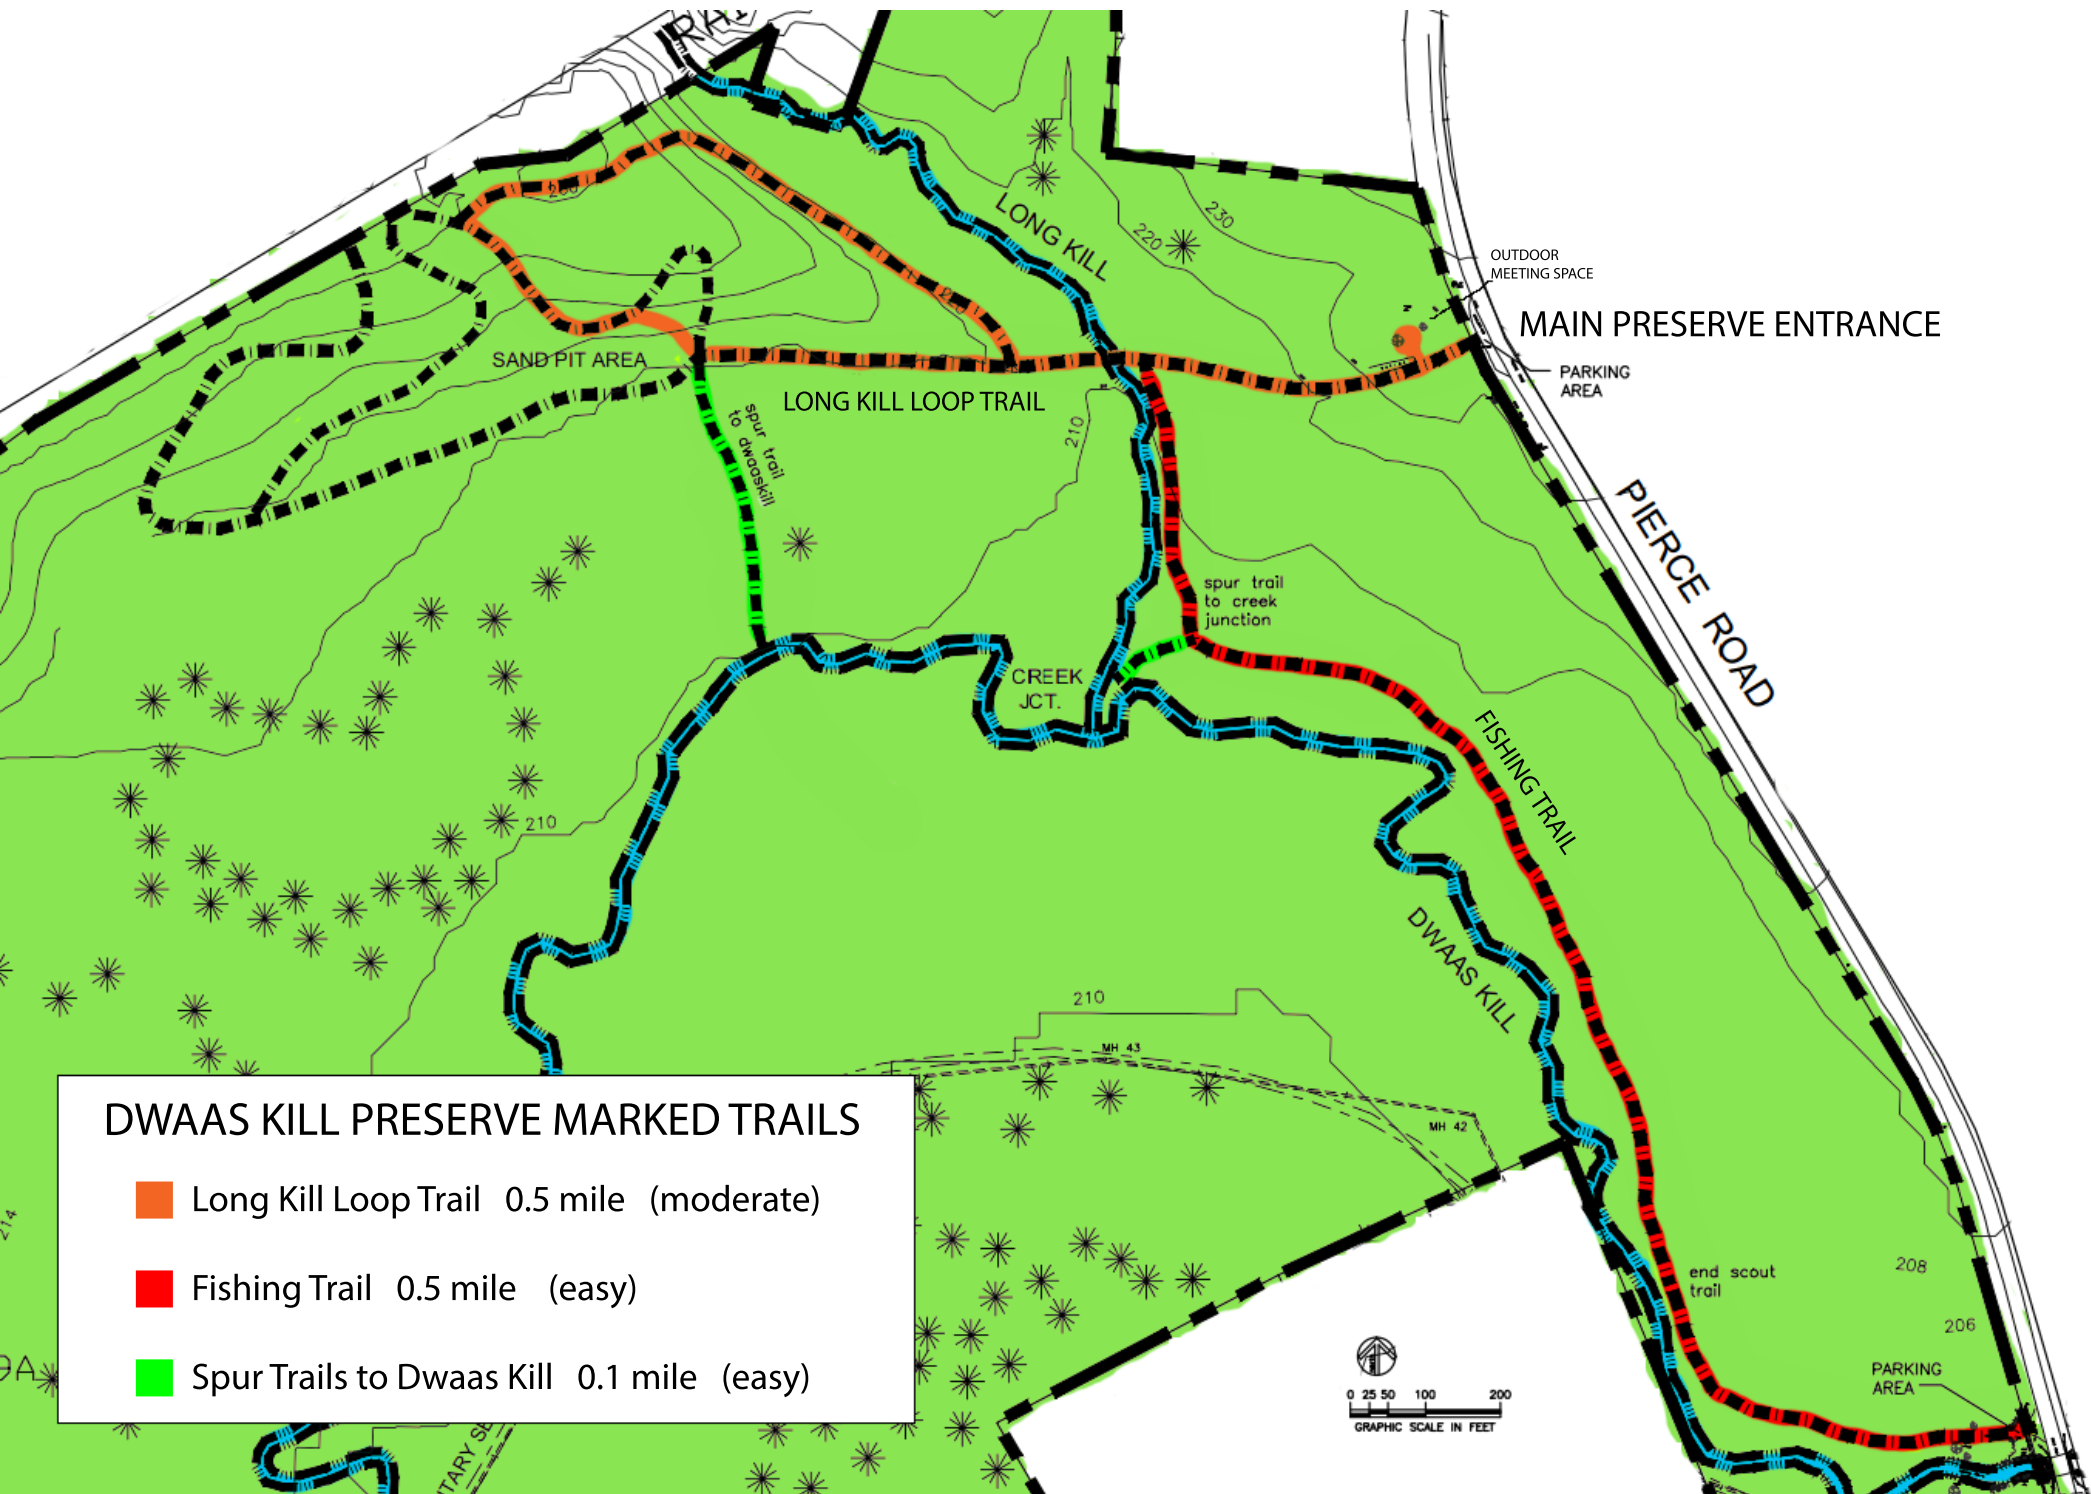 LONG KILL
230
220
OUTDOOR
MEETING SPACE
MAIN PRESERVE ENTRANCE
PARKING
AREA
SAND PIT AREA
LONG KILL LOOP TRAIL
spur trail
to dwaaskill
210
PIERCE ROAD
spur trail
to creek
junction
CREEK
JCT.
FISHING TRAIL
210
DWAAS KILL
210
MH 43
MH 42
DWAAS KILL PRESERVE MARKED TRAILS
Long Kill Loop Trail 0.5 mile (moderate)
Fishing Trail 0.5 mile (easy)
Spur Trails to Dwaas Kill 0.1 mile (easy)
214
end scout
trail
208
206
PARKING
AREA
0 25 50 100 200
GRAPHIC SCALE IN FEET